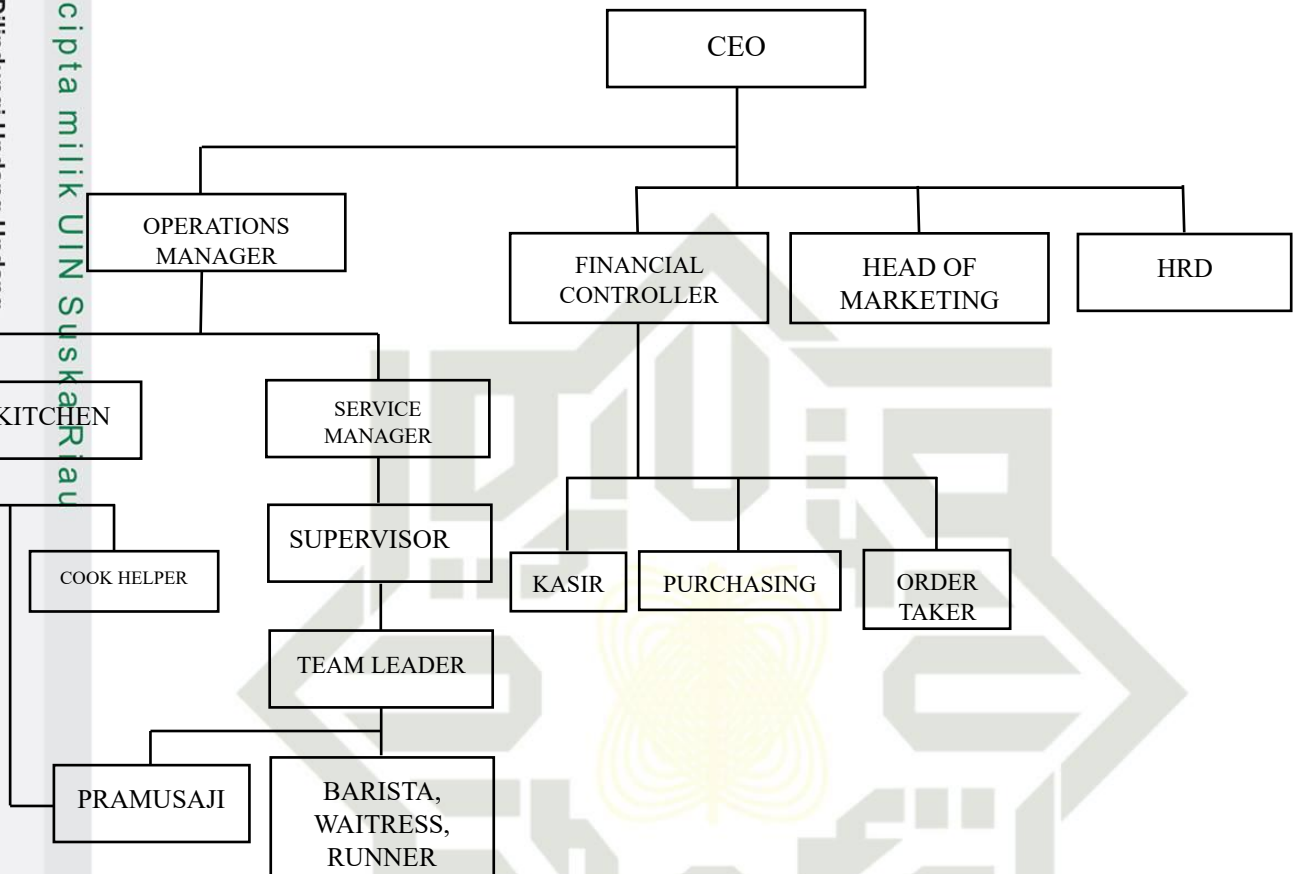 cipta milik UIN Suska Riau
CEO
OPERATIONS
MANAGER
FINANCIAL
CONTROLLER
HEAD OF
MARKETING
HRD
KITCHEN
SERVICE
MANAGER
SUPERVISOR
COOK HELPER
KASIR
PURCHASING
ORDER
TAKER
TEAM LEADER
PRAMUSAJI
BARISTA,
WAITRESS,
RUNNER